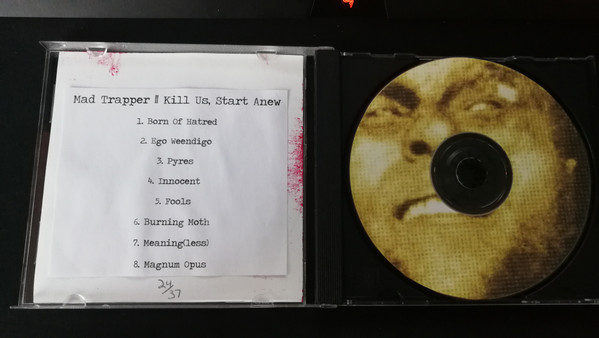 Mad Trapper || Kill Us, Start Anew
1. Born Of Hatred
2. Ego Weendigo
3. Pyres
4. Innocent
5. Fools
6. Burning Moth
7. Meaning(less)
8. Magnum Opus
24/37